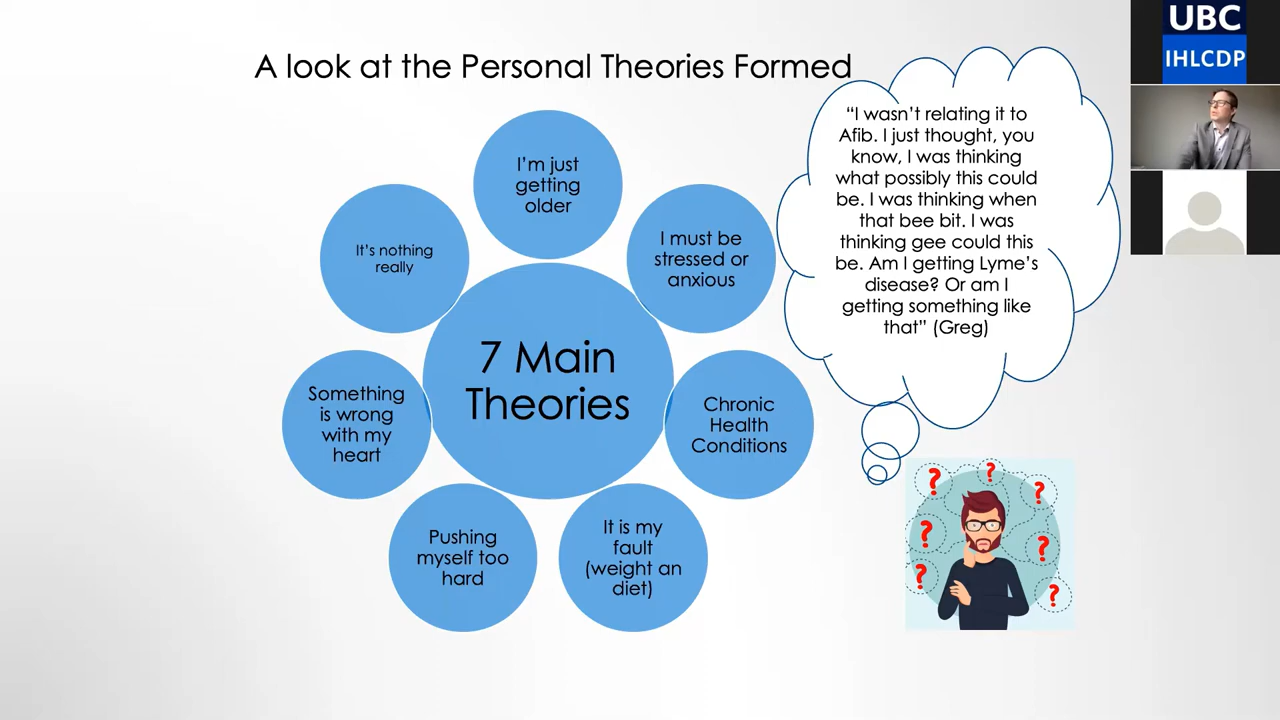 A look at the Personal Theories Formed
UBC
IHLCDP
I'm just
getting
older
I must be
stressed or
anxious
Chronic
Health
Conditions
It is my
fault
(weight an
diet)
Pushing
myself too
hard
Something
is wrong
with my
heart
It's nothing
really
7 Main
Theories
“I wasn't relating it to
Afib. I just thought, you
know, I was thinking
what possibly this could
be. I was thinking when
that bee bit. I was
thinking gee could this
be. Am I getting Lyme's
disease? Or am I
getting something like
that” (Greg)
? ? ?
? ?
? ?